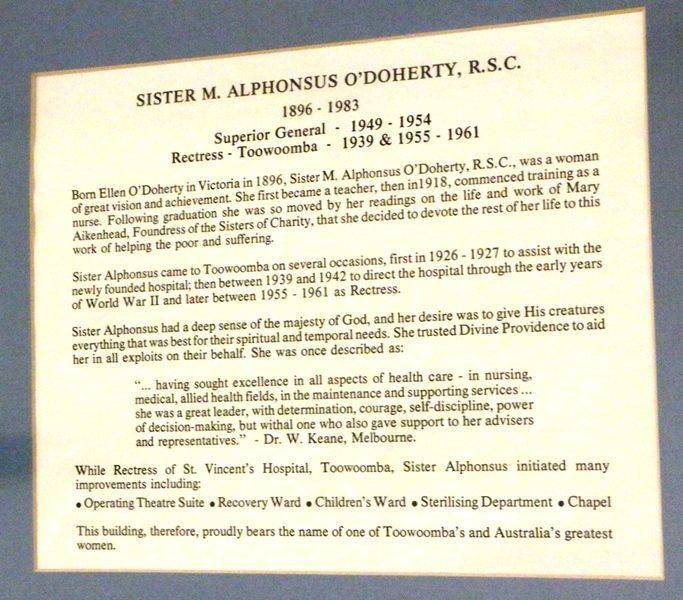 SISTER M. ALPHONSUS O'DOHERTY, R.S.C.
1896 - 1983
Superior General - 1949 - 1954
Rectress - Toowoomba - 1939 & 1955 - 1961
Born Ellen O'Doherty in Victoria in 1896, Sister M. Alphonsus O'Doherty, R.S.C., was a woman
of great vision and achievement. She first became a teacher, then in1918, commenced training as a
nurse. Following graduation she was so moved by her readings on the life and work of Mary
Aikenhead, Foundress of the Sisters of Charity, that she decided to devote the rest of her life to this
work of helping the poor and suffering.
Sister Alphonsus came to Toowoomba on several occasions, first in 1926 - 1927 to assist with the
newly founded hospital; then between 1939 and 1942 to direct the hospital through the early years
of World War II and later between 1955 - 1961 as Rectress.
Sister Alphonsus had a deep sense of the majesty of God, and her desire was to give His creatures
everything that was best for their spiritual and temporal needs. She trusted Divine Providence to aid
her in all exploits on their behalf. She was once described as:
"... having sought excellence in all aspects of health care - in nursing,
medical, allied health fields, in the maintenance and supporting services ...
she was a great leader, with determination, courage, self-discipline, power
of decision-making, but withal one who also gave support to her advisers
and representatives." - Dr. W. Keane, Melbourne.
While Rectress of St. Vincent's Hospital, Toowoomba, Sister Alphonsus initiated many
improvements including:
• Operating Theatre Suite • Recovery Ward • Children's Ward • Sterilising Department • Chapel
This building, therefore, proudly bears the name of one of Toowoomba's and Australia's greatest
women.